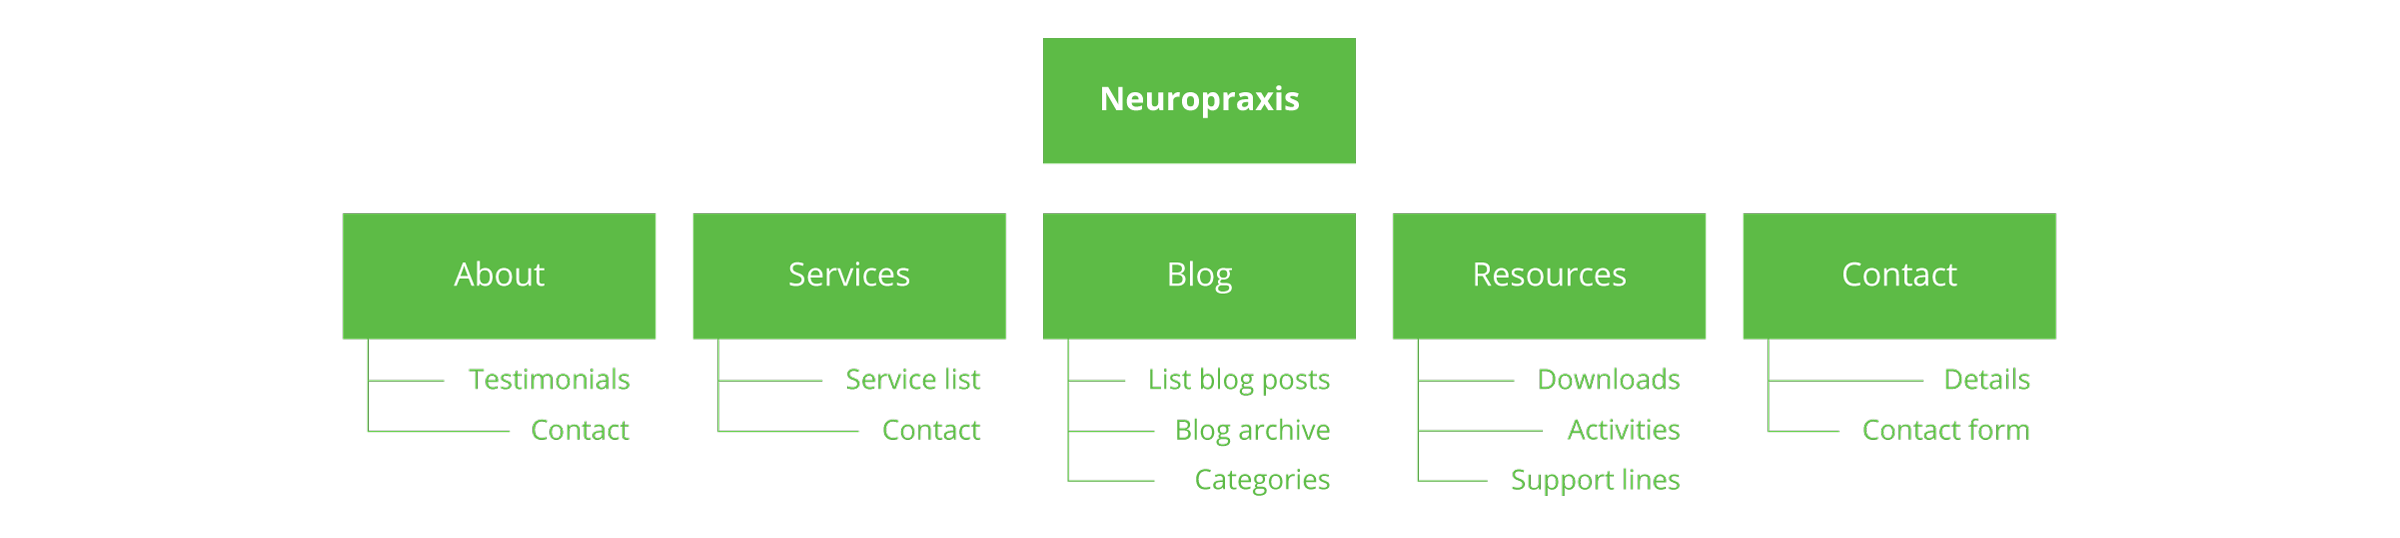 Neuropraxis
About
Services
Blog
Resources
Contact
Testimonials
Contact
Service list
Contact
List blog posts
Blog archive
Categories
Downloads
Activities
Support lines
Details
Contact form